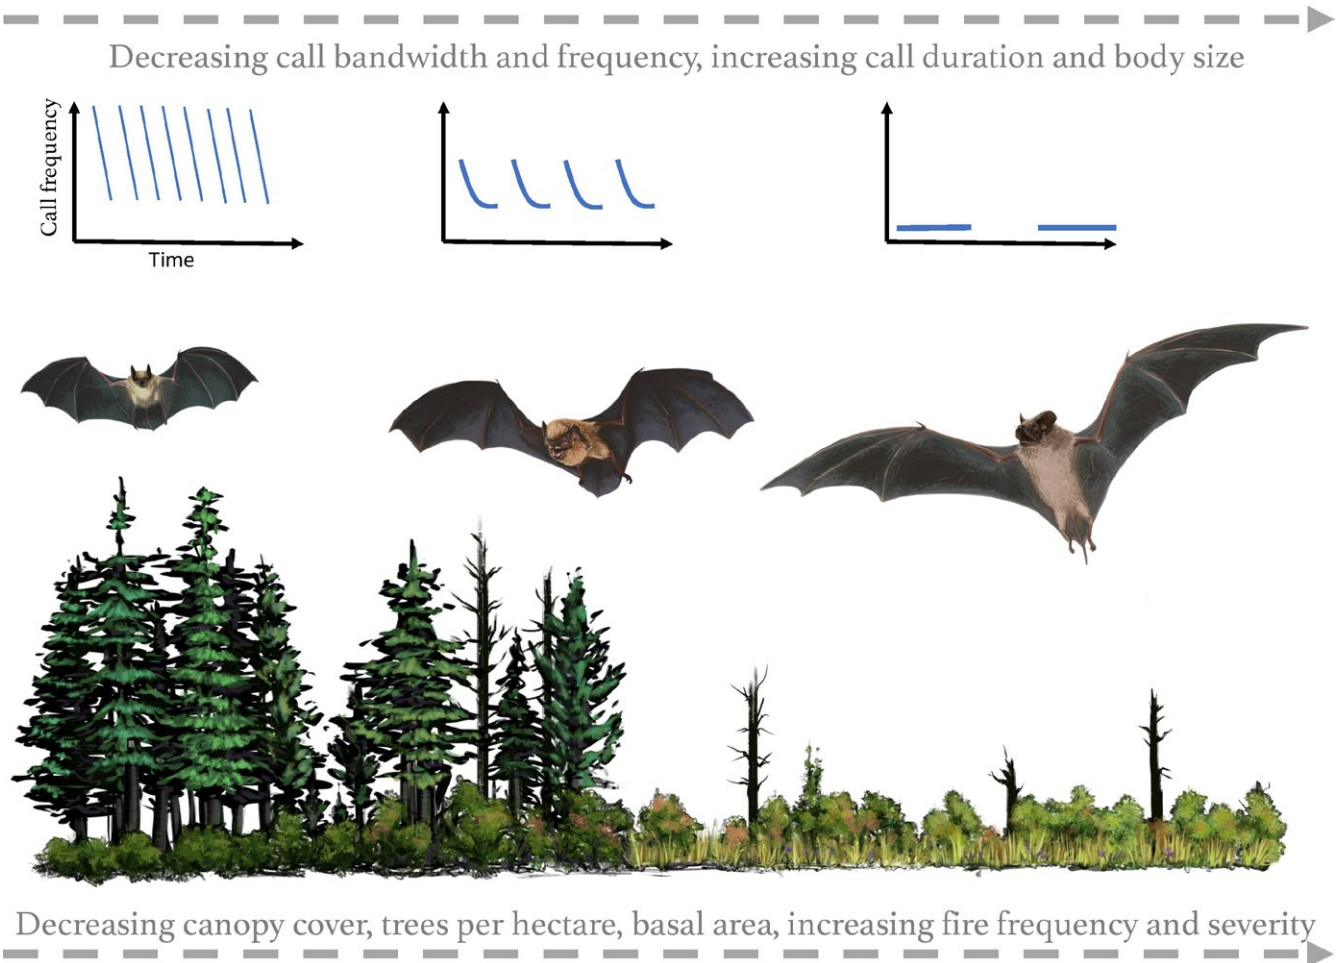 Decreasing call bandwidth and frequency, increasing call duration and body size
Call frequency
Time
Decreasing canopy cover, trees per hectare, basal area, increasing fire frequency and severity